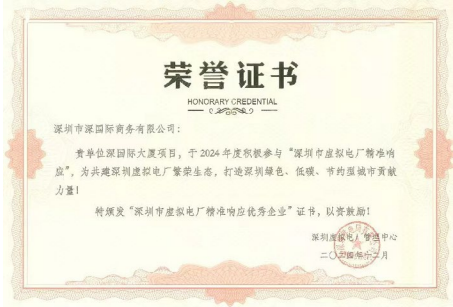 荣誉证书
HONORARY CREDENTIAL
深圳市深国际商务有限公司：
贵单位深国际大厦项目，于2024年度积极参与“深圳市虚拟电厂精准响
应”，为共建深圳虚拟电厂繁荣生态，打造深圳绿色、低碳、节约型城市贡献
力量！
特颁发“深圳市虚拟电厂精准响应优秀企业”证书，以资鼓励！
深圳虚拟电厂管理中心
二〇二四年十二月